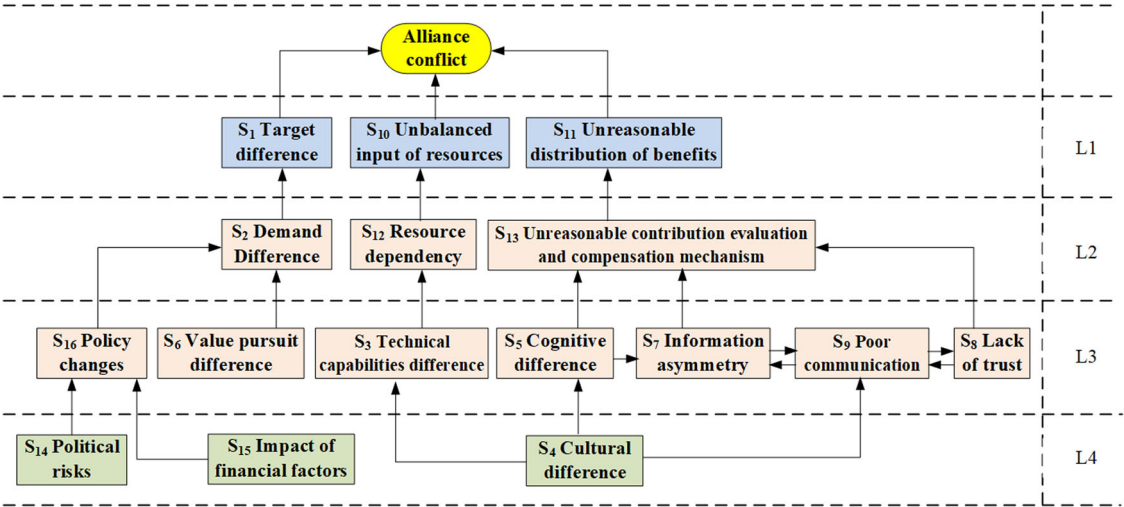 Alliance
conflict
S₁ Target
difference
S₁₀ Unbalanced
input of resources
S₁₁ Unreasonable
distribution of benefits
L1
S₂ Demand
Difference
S₁₂ Resource
dependency
S₁₃ Unreasonable contribution evaluation
and compensation mechanism
L2
S₁₆ Policy
changes
S₆ Value pursuit
difference
S₃ Technical
capabilities difference
S₅ Cognitive
difference
S₇ Information
asymmetry
S₉ Poor
communication
S₈ Lack
of trust
L3
S₁₄ Political
risks
S₁₅ Impact of
financial factors
S₄ Cultural
difference
L4